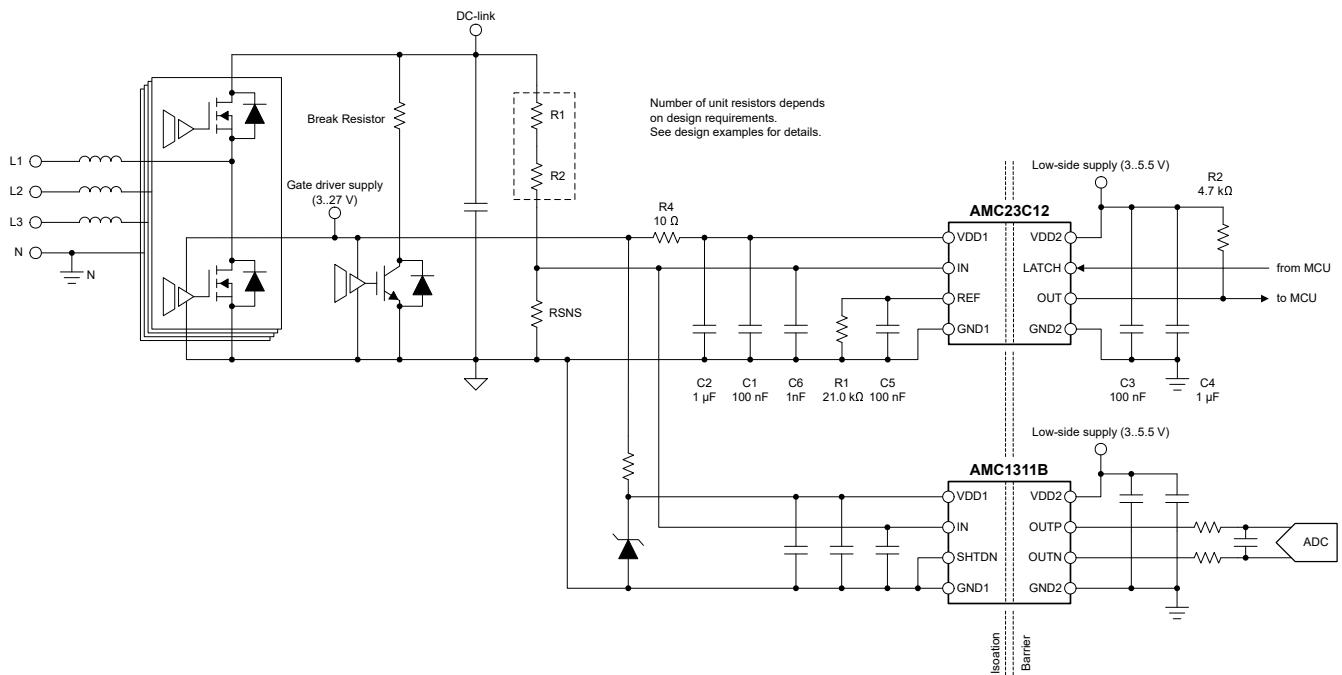 DC-link
Break Resistor
R1
R2
Number of unit resistors depends
on design requirements.
See design examples for details.
L1
L2
L3
N
N
Gate driver supply
(3..27 V)
R4
10 Ω
RSNS
C2
1 µF
C1
100 nF
C6
1nF
R1
21.0 kΩ
C5
100 nF
Low-side supply (3..5.5 V)
R2
4.7 kΩ
AMC23C12
VDD1
VDD2
IN
LATCH
from MCU
REF
OUT
to MCU
GND1
GND2
C3
100 nF
C4
1 µF
Low-side supply (3..5.5 V)
AMC1311B
VDD1
VDD2
IN
OUTP
SHTDN
OUTN
ADC
GND1
GND2
Isoation
Barrier